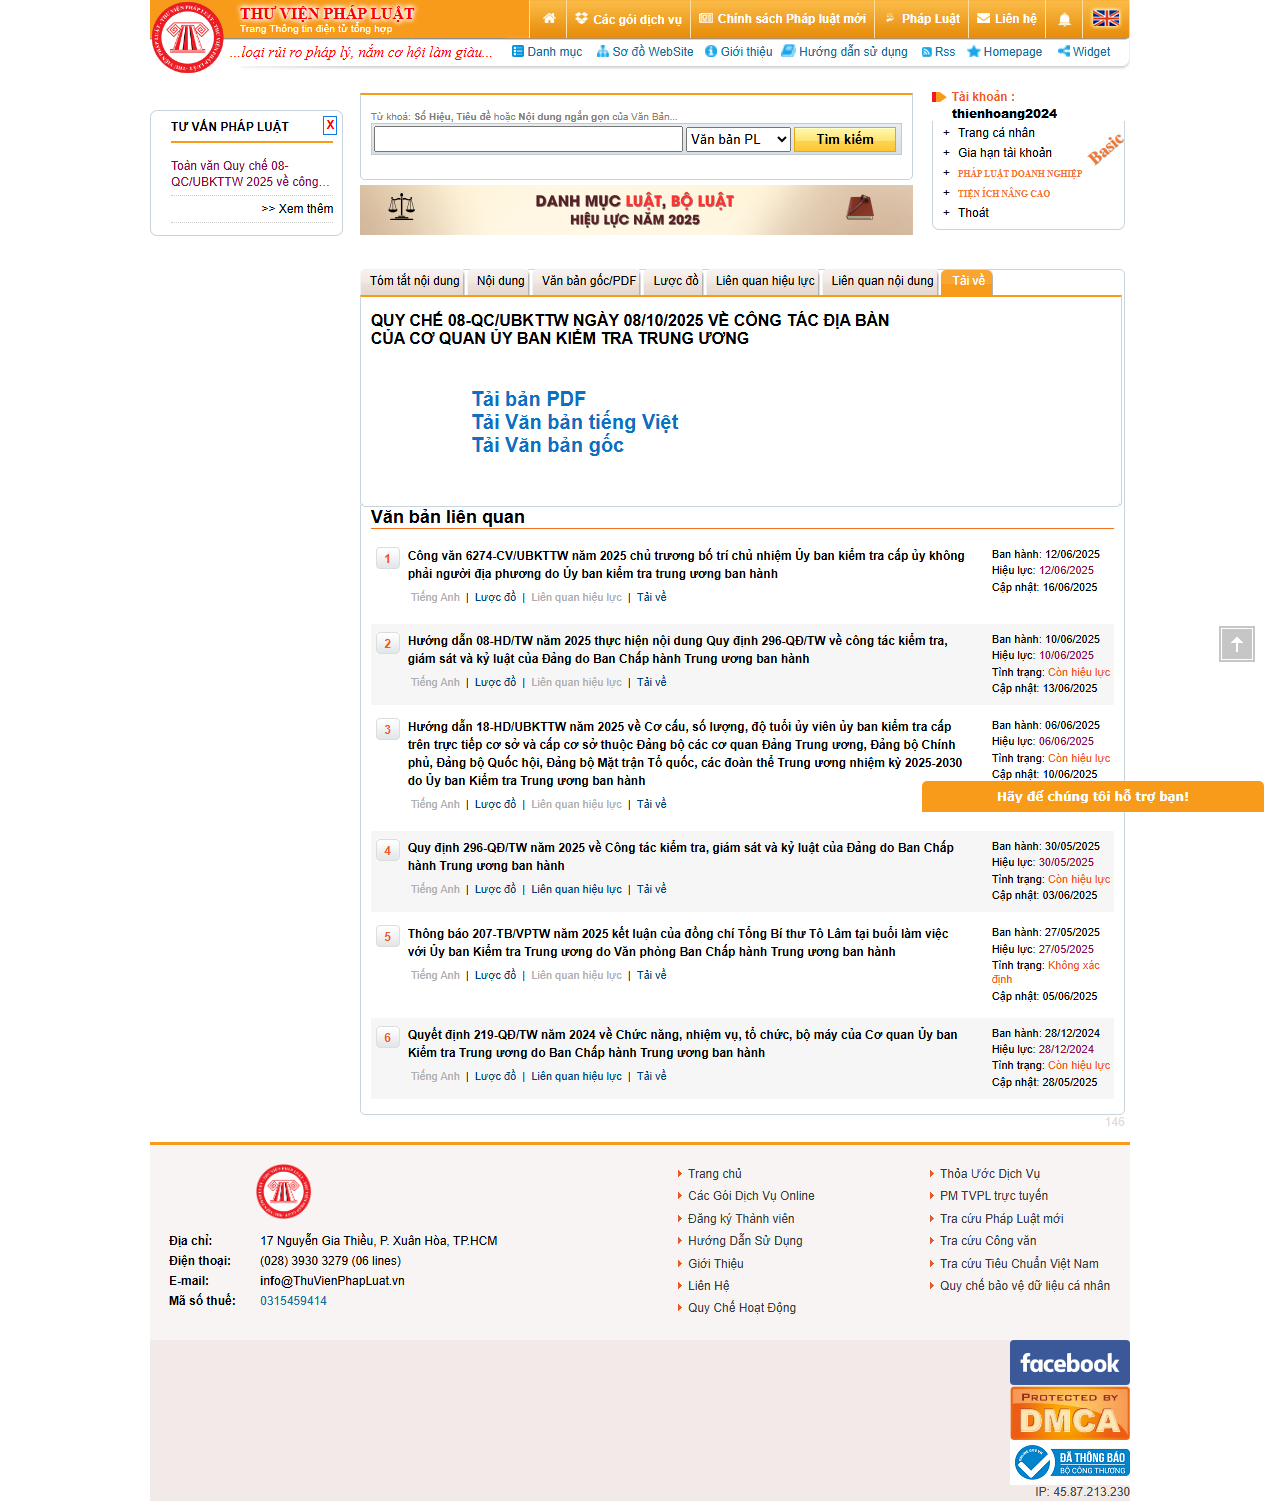 THƯ VIỆN PHÁP LUẬT
Trang Thông tin điện tử tổng hợp
Các gói dịch vụ
Chính sách Pháp luật mới
Pháp Luật
Liên hệ
...loại rủi ro pháp lý, nắm cơ hội làm giàu...
Danh mục
Sơ đồ WebSite
Giới thiệu
Hướng dẫn sử dụng
Rss
Homepage
Widget
TƯ VẤN PHÁP LUẬT
X
Toàn văn Quy chế 08-
QC/UBKTTW 2025 về công...
>> Xem thêm
Từ khoá: Số Hiệu, Tiêu đề hoặc Nội dung ngắn gọn của Văn Bản...
Văn bản PL
Tìm kiếm
DANH MỤC LUẬT, BỘ LUẬT
HIỆU LỰC NĂM 2025
Tài khoản :
thienhoang2024
+ Trang cá nhân
+ Gia hạn tài khoản
+ PHÁP LUẬT DOANH NGHIỆP
+ TIỆN ÍCH NÂNG CAO
+ Thoát
Basic
Tóm tắt nội dung
Nội dung
Văn bản gốc/PDF
Lược đồ
Liên quan hiệu lực
Liên quan nội dung
Tải về
QUY CHẾ 08-QC/UBKTTW NGÀY 08/10/2025 VỀ CÔNG TÁC ĐỊA BÀN
CỦA CƠ QUAN ỦY BAN KIỂM TRA TRUNG ƯƠNG
Tải bản PDF
Tải Văn bản tiếng Việt
Tải Văn bản gốc
Văn bản liên quan
1
Công văn 6274-CV/UBKTTW năm 2025 chủ trương bố trí chủ nhiệm Ủy ban kiểm tra cấp ủy không
phải người địa phương do Ủy ban kiểm tra trung ương ban hành
Tiếng Anh | Lược đồ | Liên quan hiệu lực | Tải về
Ban hành: 12/06/2025
Hiệu lực: 12/06/2025
Cập nhật: 16/06/2025
2
Hướng dẫn 08-HD/TW năm 2025 thực hiện nội dung Quy định 296-QĐ/TW về công tác kiểm tra,
giám sát và kỷ luật của Đảng do Ban Chấp hành Trung ương ban hành
Tiếng Anh | Lược đồ | Liên quan hiệu lực | Tải về
Ban hành: 10/06/2025
Hiệu lực: 10/06/2025
Tình trạng: Còn hiệu lực
Cập nhật: 13/06/2025
3
Hướng dẫn 18-HD/UBKTTW năm 2025 về Cơ cấu, số lượng, độ tuổi ủy viên ủy ban kiểm tra cấp
trên trực tiếp cơ sở và cấp cơ sở thuộc Đảng bộ các cơ quan Đảng Trung ương, Đảng bộ Chính
phủ, Đảng bộ Quốc hội, Đảng bộ Mặt trận Tổ quốc, các đoàn thể Trung ương nhiệm kỳ 2025-2030
do Ủy ban Kiểm tra Trung ương ban hành
Tiếng Anh | Lược đồ | Liên quan hiệu lực | Tải về
Ban hành: 06/06/2025
Hiệu lực: 06/06/2025
Tình trạng: Còn hiệu lực
Cập nhật: 10/06/2025
Hãy để chúng tôi hỗ trợ bạn!
4
Quy định 296-QĐ/TW năm 2025 về Công tác kiểm tra, giám sát và kỷ luật của Đảng do Ban Chấp
hành Trung ương ban hành
Tiếng Anh | Lược đồ | Liên quan hiệu lực | Tải về
Ban hành: 30/05/2025
Hiệu lực: 30/05/2025
Tình trạng: Còn hiệu lực
Cập nhật: 03/06/2025
5
Thông báo 207-TB/VPTW năm 2025 kết luận của đồng chí Tổng Bí thư Tô Lâm tại buổi làm việc
với Ủy ban Kiểm tra Trung ương do Văn phòng Ban Chấp hành Trung ương ban hành
Tiếng Anh | Lược đồ | Liên quan hiệu lực | Tải về
Ban hành: 27/05/2025
Hiệu lực: 27/05/2025
Tình trạng: Không xác
định
Cập nhật: 05/06/2025
6
Quyết định 219-QĐ/TW năm 2024 về Chức năng, nhiệm vụ, tổ chức, bộ máy của Cơ quan Ủy ban
Kiểm tra Trung ương do Ban Chấp hành Trung ương ban hành
Tiếng Anh | Lược đồ | Liên quan hiệu lực | Tải về
Ban hành: 28/12/2024
Hiệu lực: 28/12/2024
Tình trạng: Còn hiệu lực
Cập nhật: 28/05/2025
146
Địa chỉ: 17 Nguyễn Gia Thiều, P. Xuân Hòa, TP.HCM
Điện thoại: (028) 3930 3279 (06 lines)
E-mail: info@ThuVienPhapLuat.vn
Mã số thuế: 0315459414
Trang chủ
Các Gói Dịch Vụ Online
Đăng ký Thành viên
Hướng Dẫn Sử Dụng
Giới Thiệu
Liên Hệ
Quy Chế Hoạt Động
Thỏa Ước Dịch Vụ
PM TVPL trực tuyến
Tra cứu Pháp Luật mới
Tra cứu Công văn
Tra cứu Tiêu Chuẩn Việt Nam
Quy chế bảo vệ dữ liệu cá nhân
facebook
PROTECTED BY
DMCA
ĐÃ THÔNG BÁO
BỘ CÔNG THƯƠNG
IP: 45.87.213.230